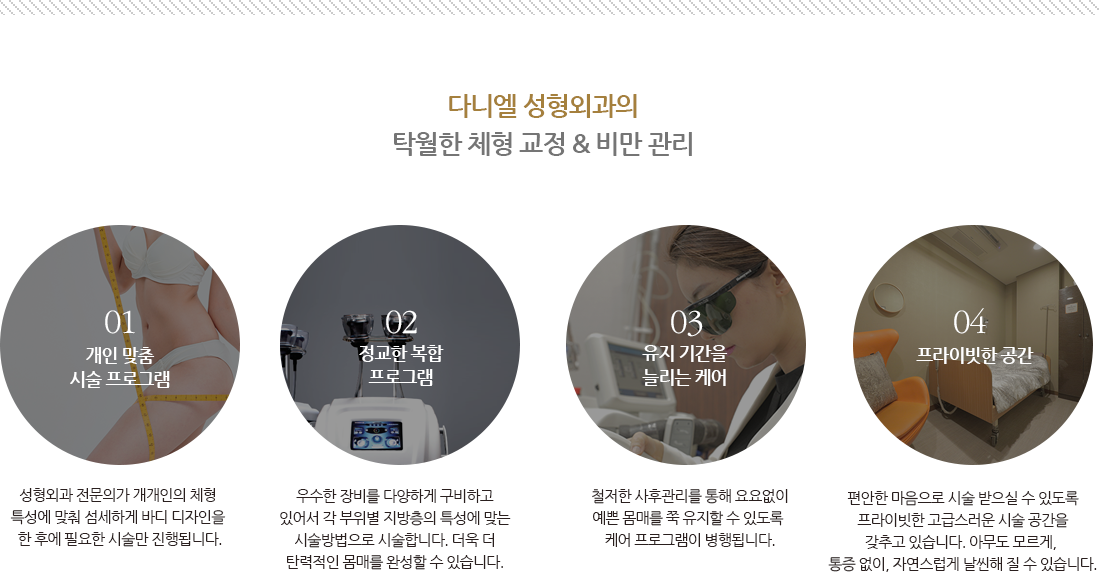 다니엘 성형외과의
탁월한 체형 교정 & 비만 관리
01
개인 맞춤
시술 프로그램
성형외과 전문의가 개개인의 체형
특성에 맞춰 섬세하게 바디 디자인을
한 후에 필요한 시술만 진행됩니다.
02
정교한 복합
프로그램
우수한 장비를 다양하게 구비하고
있어서 각 부위별 지방층의 특성에 맞는
시술방법으로 시술합니다. 더욱 더
탄력적인 몸매를 완성할 수 있습니다.
03
유지 기간을
늘리는 케어
철저한 사후관리를 통해 요요없이
예쁜 몸매를 쭉 유지할 수 있도록
케어 프로그램이 병행됩니다.
04
프라이빗한 공간
편안한 마음으로 시술 받으실 수 있도록
프라이빗한 고급스러운 시술 공간을
갖추고 있습니다. 아무도 모르게,
통증 없이, 자연스럽게 날씬해 질 수 있습니다.